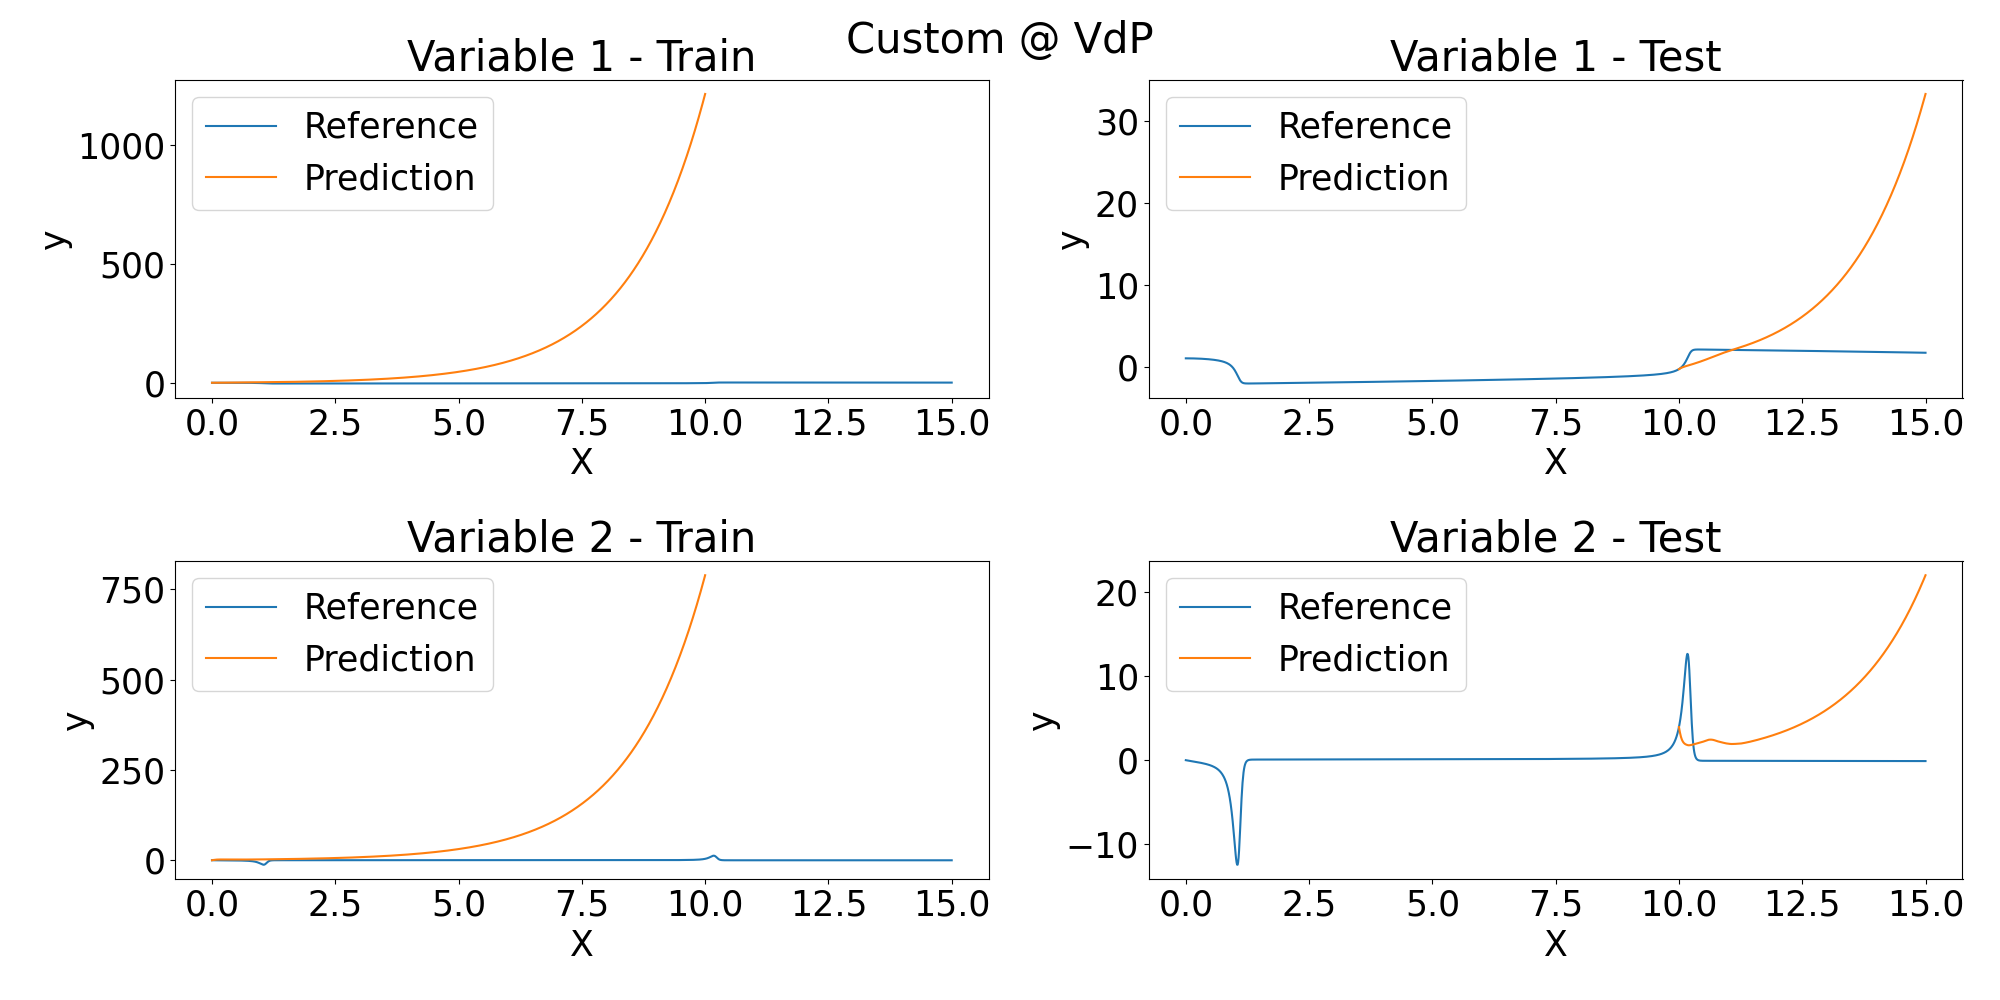 Custom @ VdP
Variable 1 - Train
Reference
Prediction
1000
500
0
y
0.0 2.5 5.0 7.5 10.0 12.5 15.0
X
Variable 1 - Test
Reference
Prediction
30
20
10
0
y
0.0 2.5 5.0 7.5 10.0 12.5 15.0
X
Variable 2 - Train
Reference
Prediction
750
500
250
0
y
0.0 2.5 5.0 7.5 10.0 12.5 15.0
X
Variable 2 - Test
Reference
Prediction
20
10
0
−10
y
0.0 2.5 5.0 7.5 10.0 12.5 15.0
X